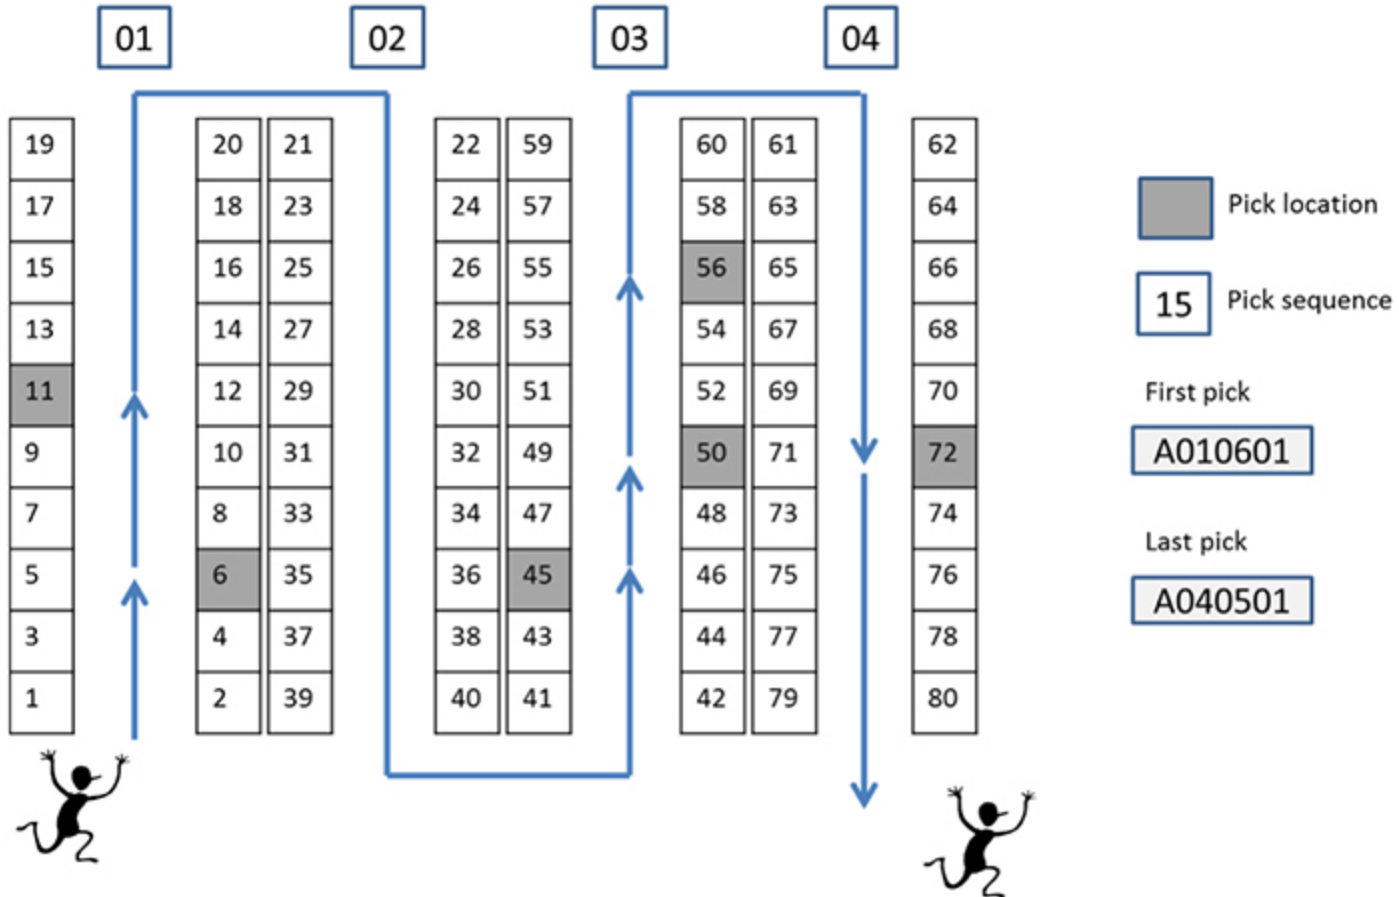 01 02 03 04
19 20 21 22 59 60 61 62
17 18 23 24 57 58 63 64
15 16 25 26 55 56 65 66
13 14 27 28 53 54 67 68
11 12 29 30 51 52 69 70
9 10 31 32 49 50 71 72
7 8 33 34 47 48 73 74
5 6 35 36 45 46 75 76
3 4 37 38 43 44 77 78
1 2 39 40 41 42 79 80
Pick location
15 Pick sequence
First pick
A010601
Last pick
A040501